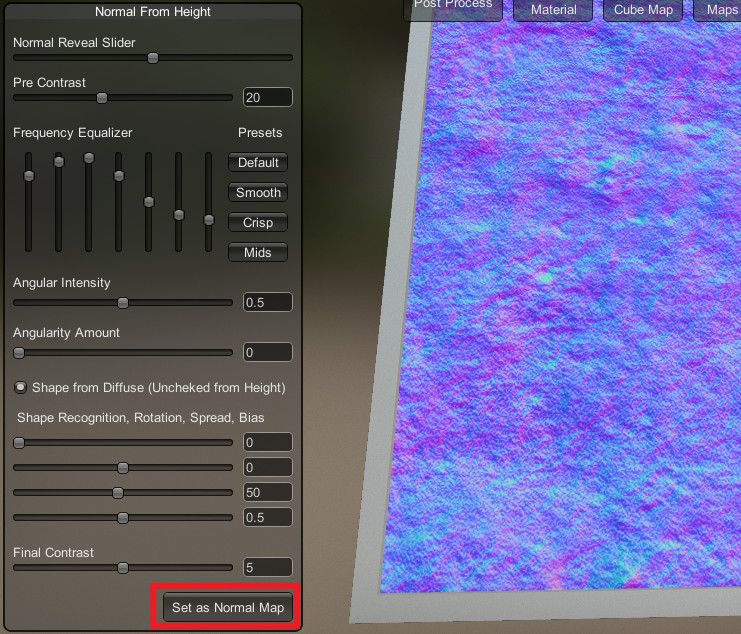 Normal From Height
Post Process
Material
Cube Map
Maps
Normal Reveal Slider
Pre Contrast
20
Frequency Equalizer
Presets
Default
Smooth
Crisp
Mids
Angular Intensity
0.5
Angularity Amount
0
Shape from Diffuse (Uncheked from Height)
Shape Recognition, Rotation, Spread, Bias
0
0
50
0.5
Final Contrast
5
Set as Normal Map